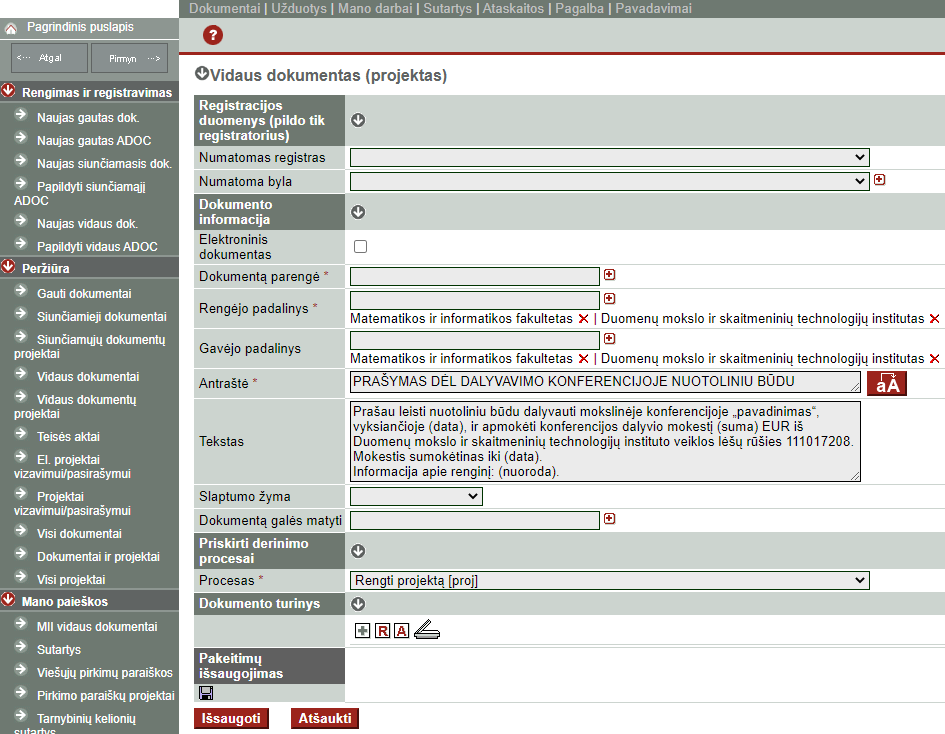 Dokumentai | Užduotys | Mano darbai | Sutartys | Ataskaitos | Pagalba | Pavadavimai
Pagrindinis puslapis
<··· Atgal
Pirmyn ···>
Rengimas ir registravimas
Naujas gautas dok.
Naujas gautas ADOC
Naujas siunčiamasis dok.
Papildyti siunčiamąjį
ADOC
Naujas vidaus dok.
Papildyti vidaus ADOC
Peržiūra
Gauti dokumentai
Siunčiamieji dokumentai
Siunčiamųjų dokumentų
projektai
Vidaus dokumentai
Vidaus dokumentų
projektai
Teisės aktai
El. projektai
vizavimui/pasirašymui
Projektai
vizavimui/pasirašymui
Visi dokumentai
Dokumentai ir projektai
Visi projektai
Mano paieškos
MII vidaus dokumentai
Sutartys
Viešųjų pirkimų paraiškos
Pirkimo paraiškų projektai
Tarnybinių kelionių
sutartys
?
Vidaus dokumentas (projektas)
Registracijos
duomenys (pildo tik
registratorius)
Numatomas registras
Numatoma byla
Dokumento
informacija
Elektroninis
dokumentas
Dokumentą parengė *
Rengėjo padalinys *
Matematikos ir informatikos fakultetas ✕ | Duomenų mokslo ir skaitmeninių technologijų institutas ✕
Gavėjo padalinys
Matematikos ir informatikos fakultetas ✕ | Duomenų mokslo ir skaitmeninių technologijų institutas ✕
Antraštė *
PRAŠYMAS DĖL DALYVAVIMO KONFERENCIJOJE NUOTOLINIU BŪDU
aÂ
Tekstas
Prašau leisti nuotoliniu būdu dalyvauti mokslinėje konferencijoje „pavadinimas“,
vyksiančioje (data), ir apmokėti konferencijos dalyvio mokestį (suma) EUR iš
Duomenų mokslo ir skaitmeninių technologijų instituto veiklos lėšų rūšies 111017208.
Mokestis sumokėtinas iki (data).
Informacija apie renginį: (nuoroda).
Slaptumo žyma
Dokumentą galės matyti
Priskirti derinimo
procesai
Procesas *
Rengti projektą [proj]
Dokumento turinys
R A
Pakeitimų
išsaugojimas
Išsaugoti
Atšaukti